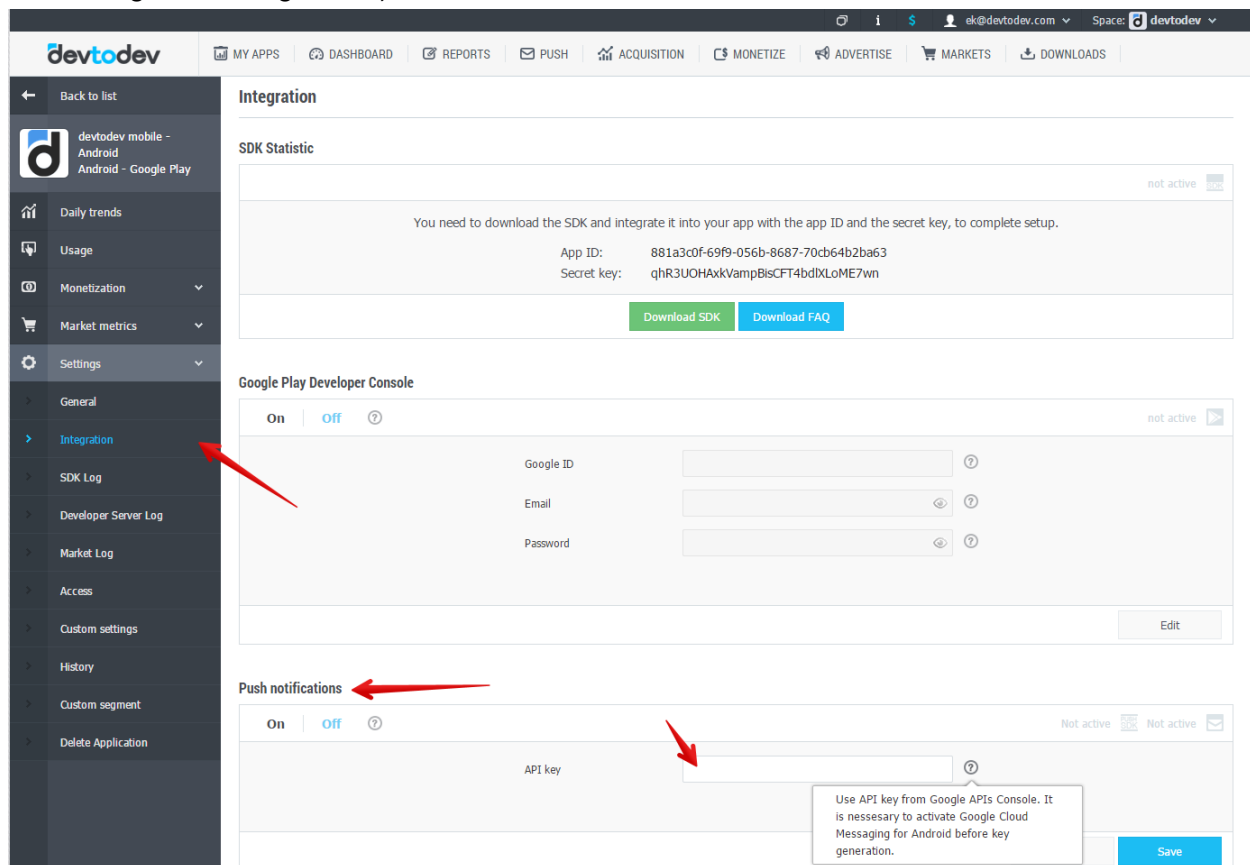 i $ ek@devtodev.com Space: devtodev
devtodev MY APPS DASHBOARD REPORTS PUSH ACQUISITION MONETIZE ADVERTISE MARKETS DOWNLOADS
Back to list
devtodev mobile -
Android
Android - Google Play
Daily trends
Usage
Monetization
Market metrics
Settings
General
Integration
SDK Log
Developer Server Log
Market Log
Access
Custom settings
History
Custom segment
Delete Application
Integration
SDK Statistic
not active
You need to download the SDK and integrate it into your app with the app ID and the secret key, to complete setup.
App ID: 881a3c0f-69f9-056b-8687-70cb64b2ba63
Secret key: qhR3UOHAxkVampBisCFT4bdlXLoME7wn
Download SDK Download FAQ
Google Play Developer Console
On Off ? not active
Google ID ?
Email ?
Password ?
Edit
Push notifications
On Off ? Not active Not active
API key ?
Use API key from Google APIs Console. It
is nessesary to activate Google Cloud
Messaging for Android before key
generation.
Save